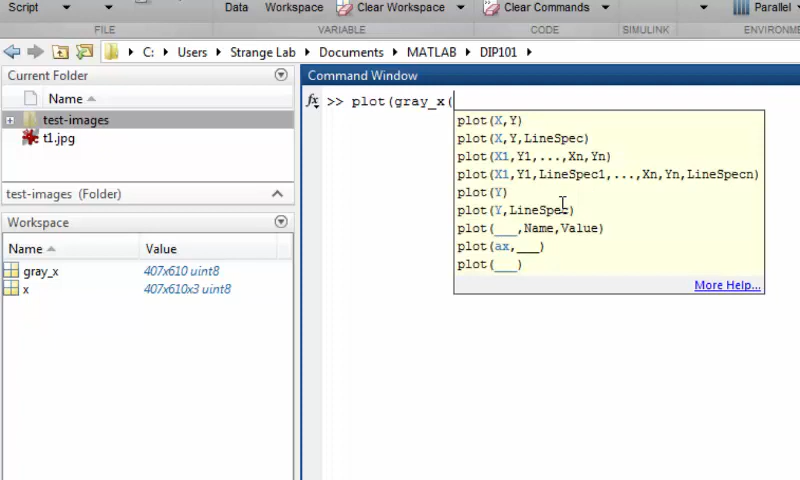 Script
Data
Workspace
Clear Workspace
Clear Commands
Parallel
FILE
VARIABLE
CODE
SIMULINK
ENVIRONME
C: Users Strange Lab Documents MATLAB DIP101
Current Folder
Name
test-images
t1.jpg
test-images (Folder)
Workspace
Name Value
gray_x 407x610 uint8
x 407x610x3 uint8
Command Window
fx >> plot(gray_x(
plot(X,Y)
plot(X,Y,LineSpec)
plot(X1,Y1,...,Xn,Yn)
plot(X1,Y1,LineSpec1,...,Xn,Yn,LineSpecn)
plot(Y)
plot(Y,LineSpec)
plot(___,Name,Value)
plot(ax,___)
plot(___)
More Help...